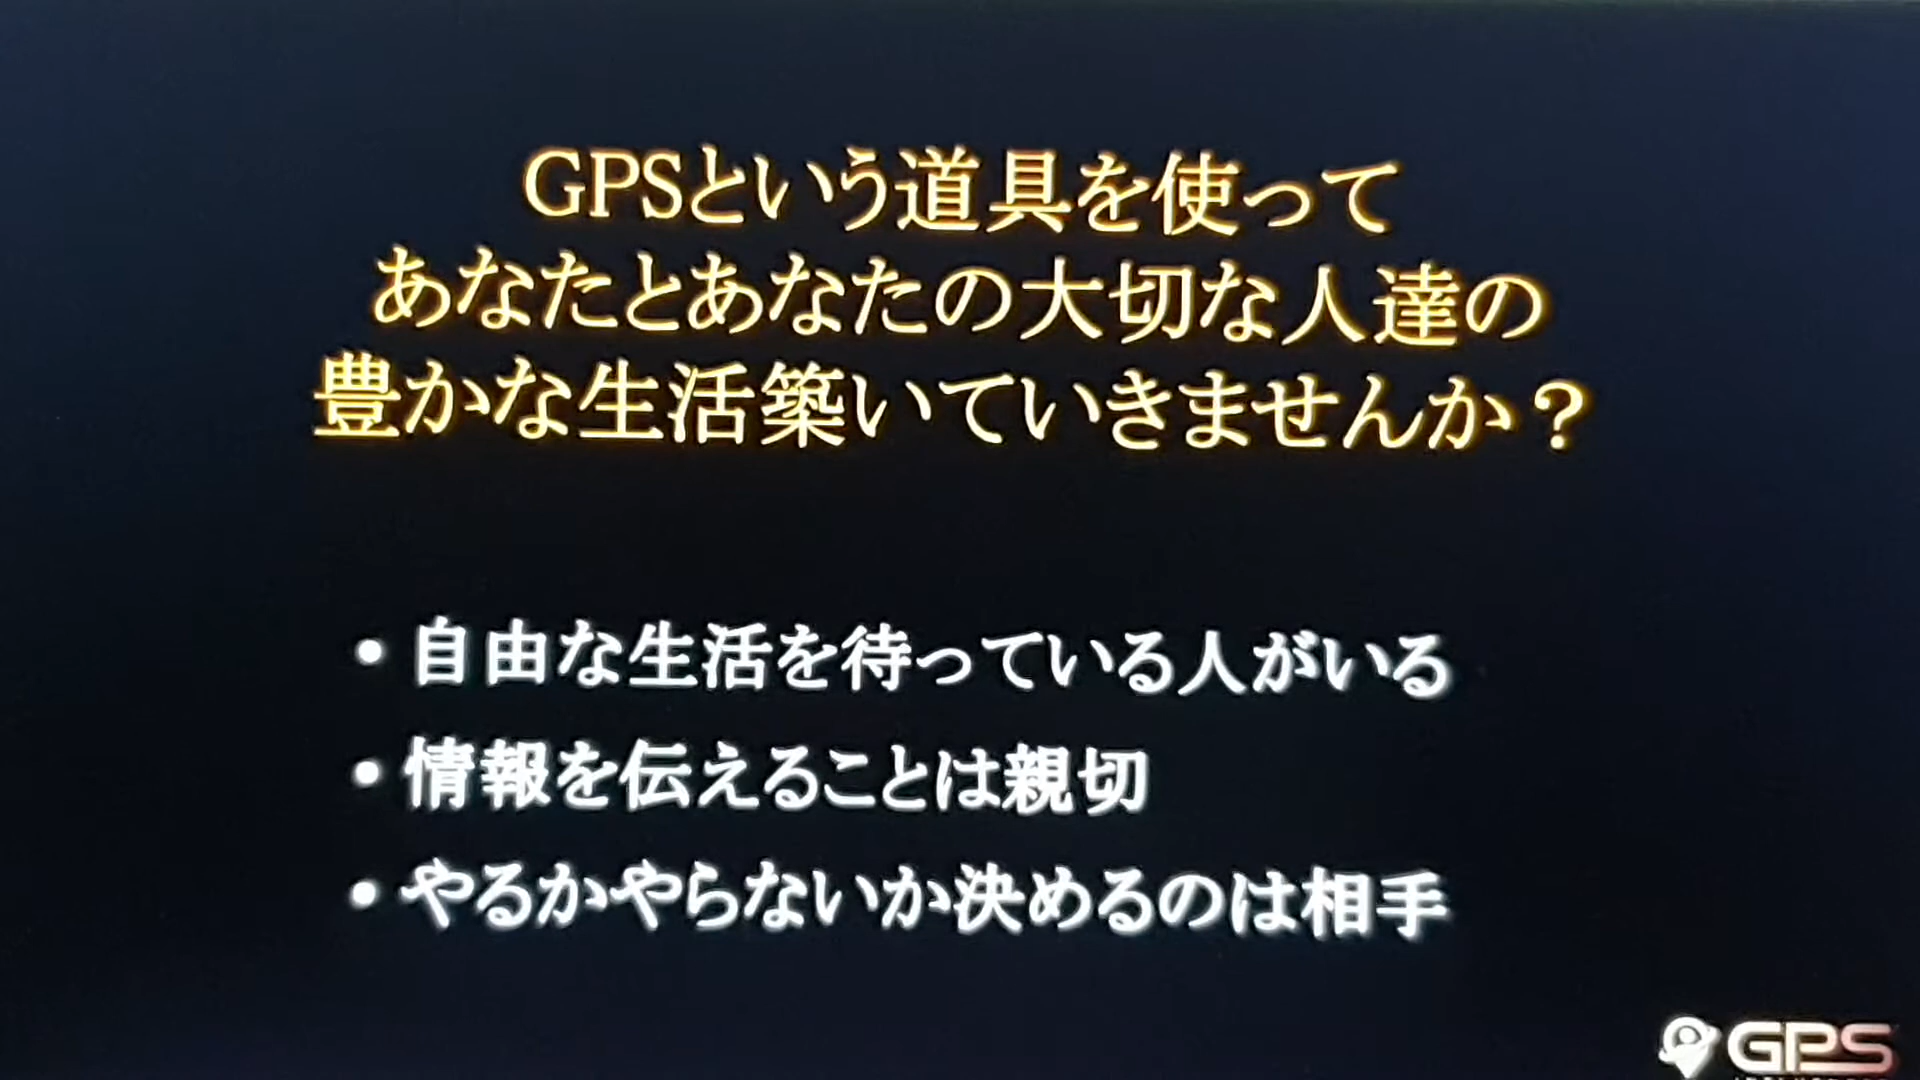 GPSという道具を使って
あなたとあなたの大切な人達の
豊かな生活築いていきませんか？
• 自由な生活を待っている人がいる
• 情報を伝えることは親切
• やるかやらないか決めるのは相手
GPS